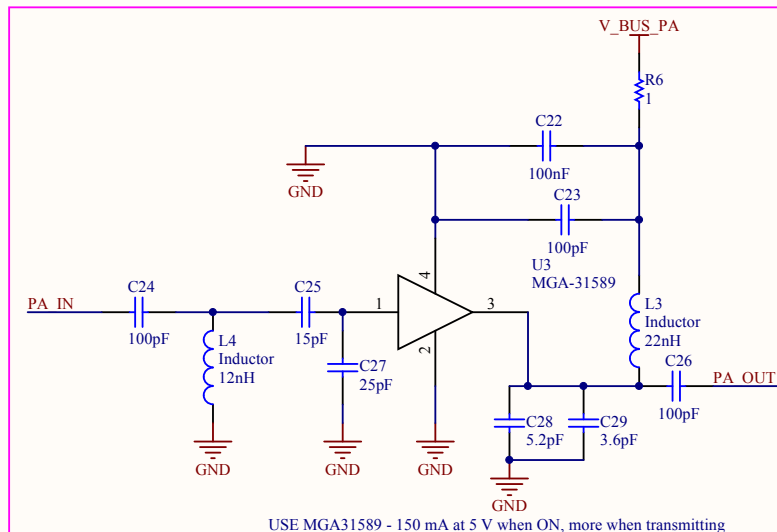 V_BUS_PA
R6
1
C22
100nF
GND
C23
100pF
U3
MGA-31589
4
C24
PA_IN
100pF
L4
Inductor
12nH
C25
15pF
1
3
2
C27
25pF
L3
Inductor
22nH
C26
100pF
PA_OUT
C28
5.2pF
C29
3.6pF
GND
GND
GND
GND
USE MGA31589 - 150 mA at 5 V when ON, more when transmitting